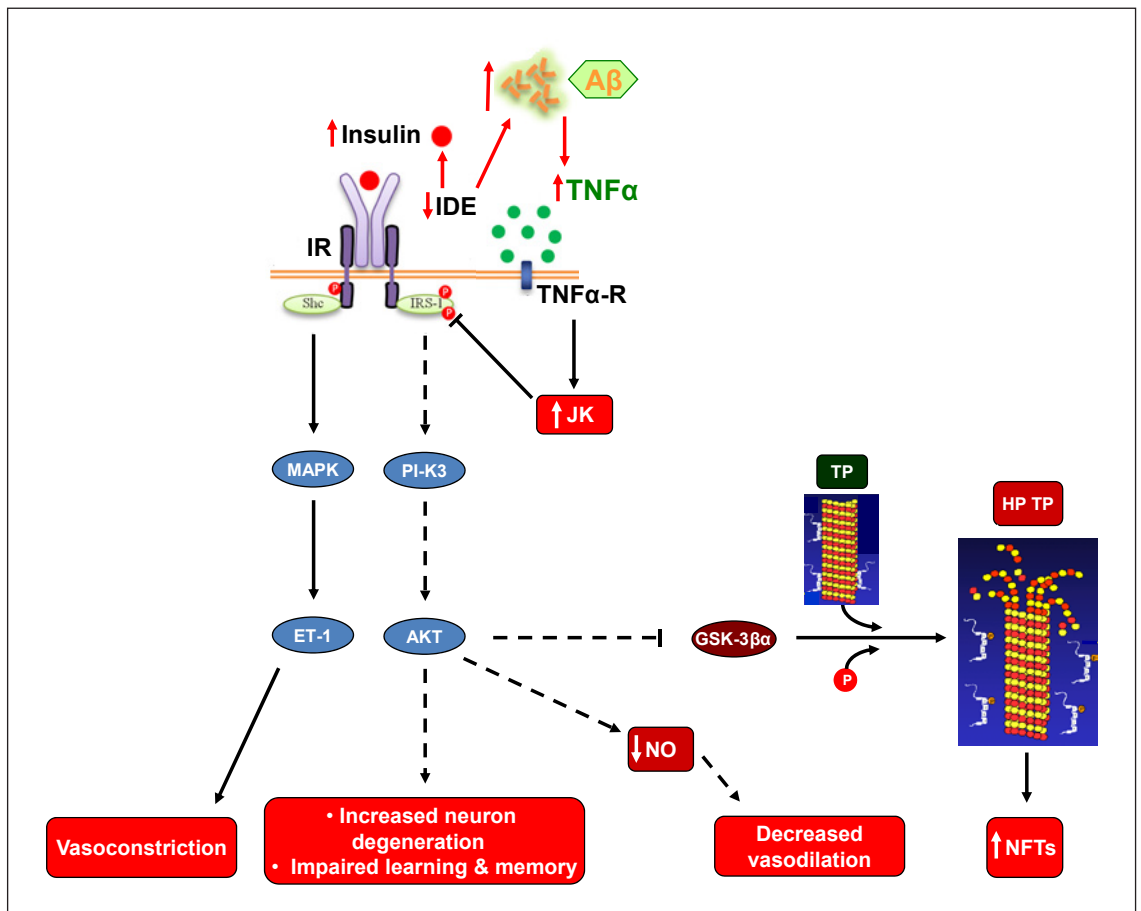 Aβ
Insulin
TNFα
IDE
IR
TNFα-R
P
Shc
IRS-1
P
P
JK
MAPK
PI-K3
TP
HP TP
ET-1
AKT
GSK-3βα
P
NO
Vasoconstriction
• Increased neuron
degeneration
• Impaired learning & memory
Decreased
vasodilation
NFTs